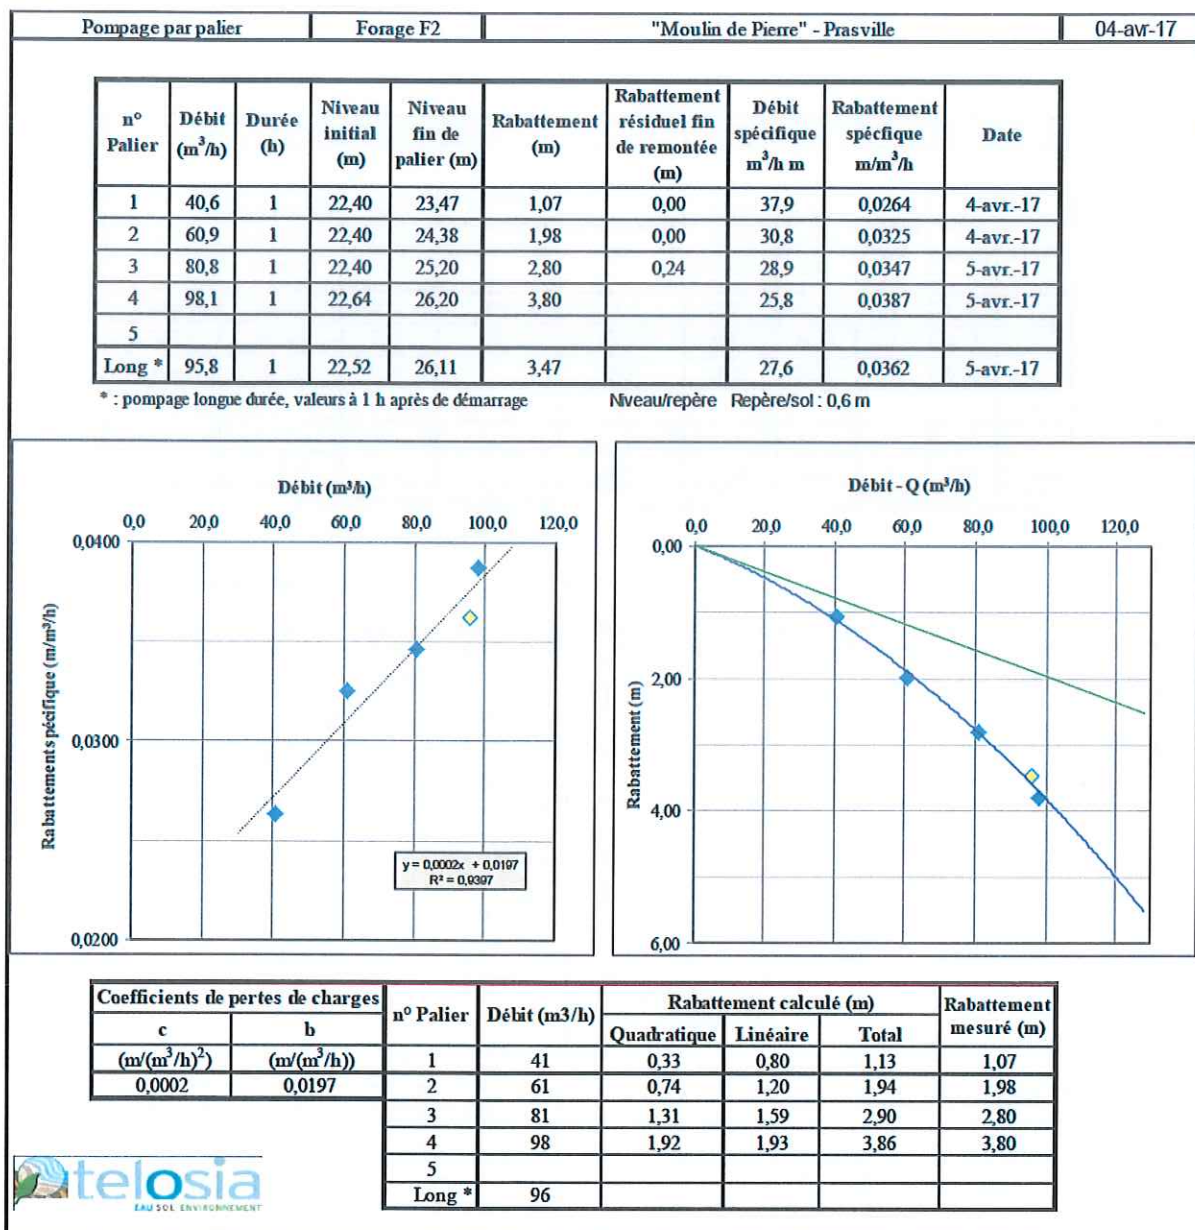 Pompage par palier Forage F2 "Moulin de Pierre" - Prasville 04-avr-17
n° Palier Débit (m³/h) Durée (h) Niveau initial (m) Niveau fin de palier (m) Rabattement (m) Rabattement résiduel fin de remontée (m) Débit spécifique m³/h m Rabattement spécfique m/m³/h Date
1 40,6 1 22,40 23,47 1,07 0,00 37,9 0,0264 4-avr.-17
2 60,9 1 22,40 24,38 1,98 0,00 30,8 0,0325 4-avr.-17
3 80,8 1 22,40 25,20 2,80 0,24 28,9 0,0347 5-avr.-17
4 98,1 1 22,64 26,20 3,80 25,8 0,0387 5-avr.-17
5
Long * 95,8 1 22,52 26,11 3,47 27,6 0,0362 5-avr.-17
* : pompage longue durée, valeurs à 1 h après de démarrage Niveau/repère Repère/sol : 0,6 m
Débit (m³/h)
0,0 20,0 40,0 60,0 80,0 100,0 120,0
0,0400
0,0300
0,0200
Rabattement spécifique (m/m³/h)
y = 0,0002x + 0,0197
R² = 0,9397
Débit - Q (m³/h)
0,0 20,0 40,0 60,0 80,0 100,0 120,0
0,00
2,00
4,00
6,00
Rabattement (m)
Coefficients de pertes de charges n° Palier Débit (m3/h) Rabattement calculé (m) Rabattement mesuré (m)
c b Quadratique Linéaire Total
(m/(m³/h)²) (m/(m³/h)) 1 41 0,33 0,80 1,13 1,07
0,0002 0,0197 2 61 0,74 1,20 1,94 1,98
3 81 1,31 1,59 2,90 2,80
4 98 1,92 1,93 3,86 3,80
5
Long * 96
telosia
EAU SOL ENVIRONNEMENT